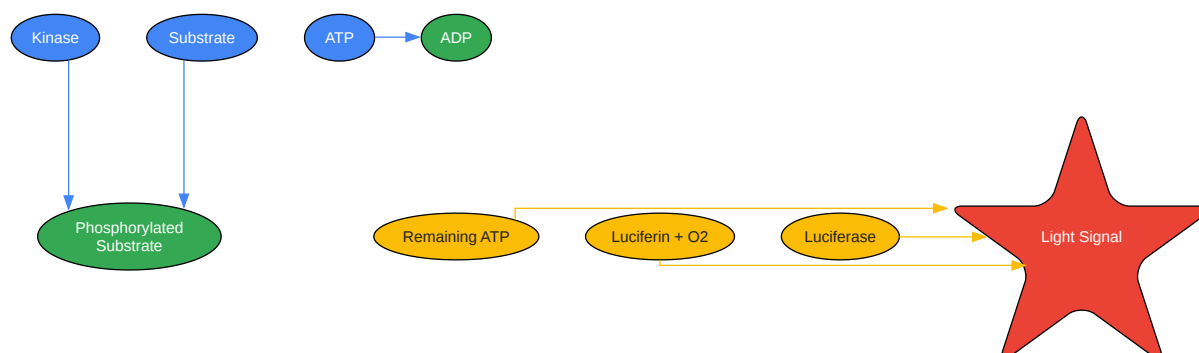 Kinase
Substrate
ATP
ADP
Phosphorylated
Substrate
Remaining ATP
Luciferin + O2
Luciferase
Light Signal